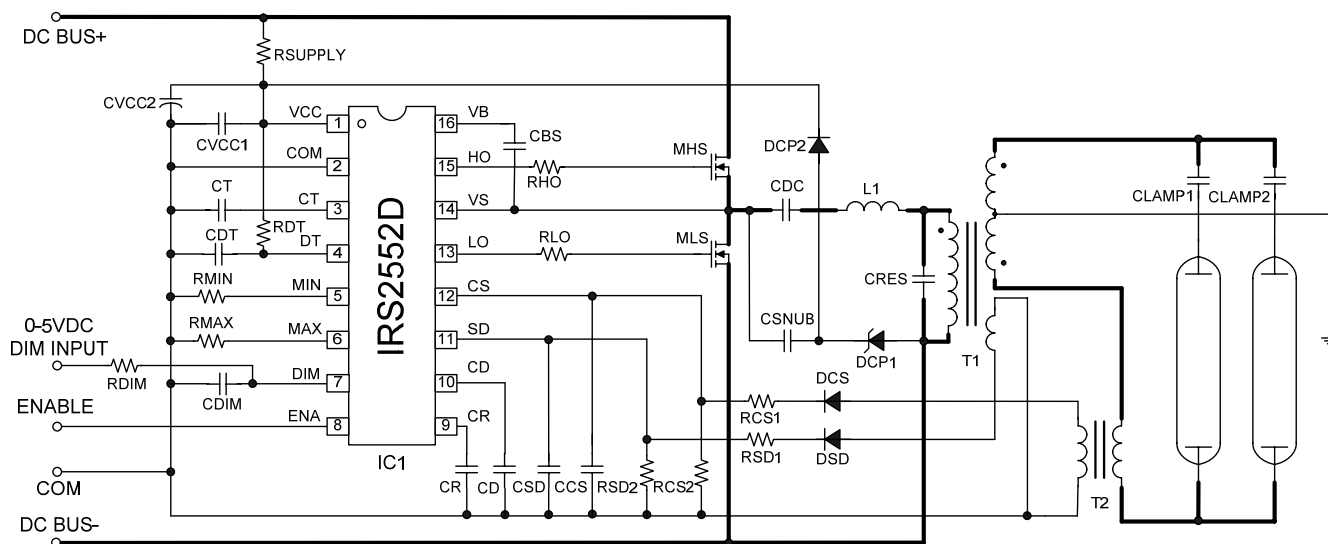 DC BUS+
RSUPPLY
CVCC2
CVCC1
VCC
1
COM
2
CT
CT
3
RDT
CDT
DT
4
RMIN
MIN
5
RMAX
MAX
6
0-5VDC
DIM INPUT
RDIM
CDIM
DIM
7
ENABLE
ENA
8
COM
DC BUS-
IRS2552D
IC1
16
VB
CBS
15
HO
RHO
14
VS
13
LO
RLO
12
CS
11
SD
10
CD
9
CR
CR
CD
CSD
CCS
RSD2
RCS2
MHS
MLS
DCP2
CDC
L1
CRES
CSNUB
DCP1
T1
DCS
RCS1
RSD1
DSD
T2
CLAMP1
CLAMP2